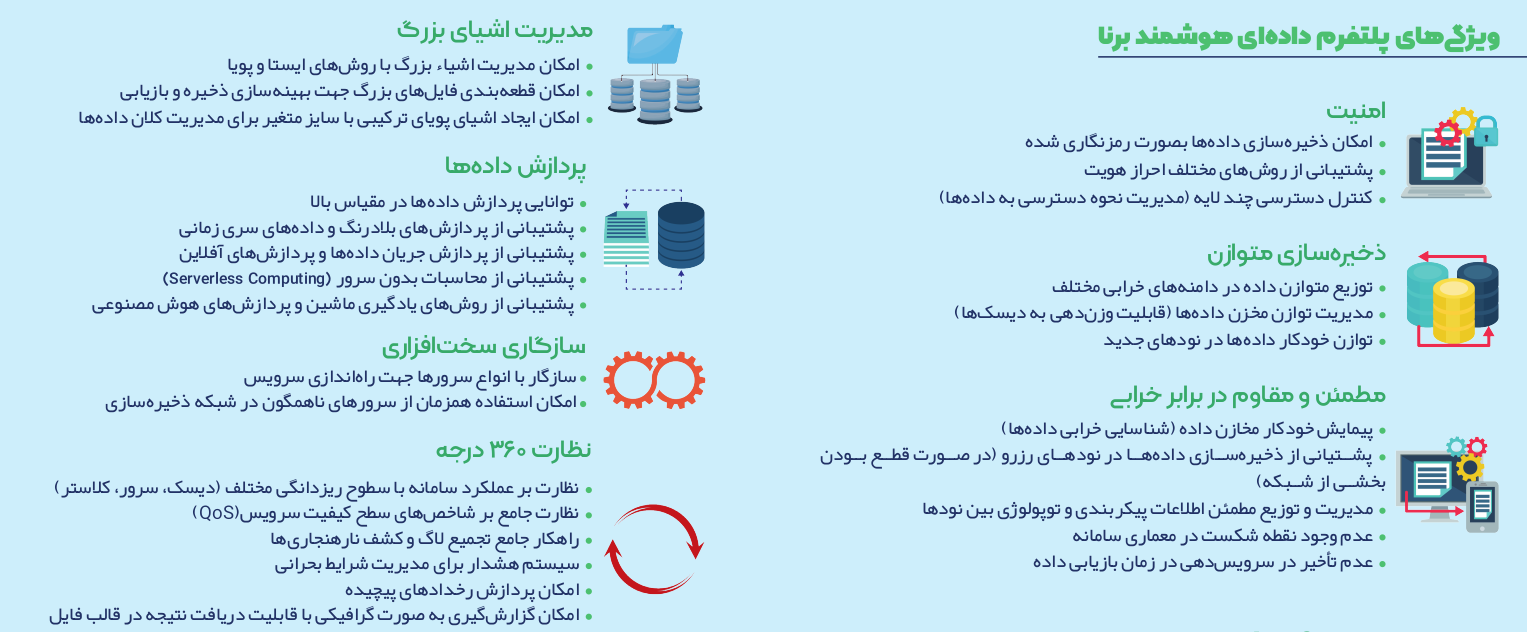 ویژگی‌های پلتفرم داده‌ای هوشمند برنا
امنیت
• امکان ذخیره‌سازی داده‌ها بصورت رمزنگاری شده
• پشتیبانی از روش‌های مختلف احراز هویت
• کنترل دسترسی چند لایه (مدیریت نحوه دسترسی به داده‌ها)
ذخیره‌سازی متوازن
• توزیع متوازن داده در دامنه‌های خرابی مختلف
• مدیریت توازن مخزن داده‌ها (قابلیت وزن‌دهی به دیسک‌ها)
• توازن خودکار داده‌ها در نودهای جدید
مطمئن و مقاوم در برابر خرابی
• پیمایش خودکار مخازن داده (شناسایی خرابی داده‌ها)
• پشــتیانی از ذخیره‌ســازی داده‌هــا در نودهــای رزرو (در صــورت قطــع بــودن
بخشــی از شــبکه)
• مدیریت و توزیع مطمئن اطلاعات پیکربندی و توپولوژی بین نودها
• عدم وجود نقطه شکست در معماری سامانه
• عدم تأخیر در سرویس‌دهی در زمان بازیابی داده
مدیریت اشیای بزرگ
• امکان مدیریت اشیاء بزرگ با روش‌های ایستا و پویا
• امکان قطعه‌بندی فایل‌های بزرگ جهت بهینه‌سازی ذخیره و بازیابی
• امکان ایجاد اشیای پویای ترکیبی با سایز متغیر برای مدیریت کلان داده‌ها
پردازش داده‌ها
• توانایی پردازش داده‌ها در مقیاس بالا
• پشتیبانی از پردازش‌های بلادرنگ و داده‌های سری زمانی
• پشتیبانی از پردازش جریان داده‌ها و پردازش‌های آفلاین
• پشتیبانی از محاسبات بدون سرور (Serverless Computing)
• پشتیبانی از روش‌های یادگیری ماشین و پردازش‌های هوش مصنوعی
سازگاری سخت‌افزاری
• سازگار با انواع سرورها جهت راه‌اندازی سرویس
• امکان استفاده همزمان از سرورهای ناهمگون در شبکه ذخیره‌سازی
نظارت ۳۶۰ درجه
• نظارت بر عملکرد سامانه با سطوح ریزدانگی مختلف (دیسک، سرور، کلاستر)
• نظارت جامع بر شاخص‌های سطح کیفیت سرویس(QoS)
• راهکار جامع تجمیع لاگ و کشف نارهنجاری‌ها
• سیستم هشدار برای مدیریت شرایط بحرانی
• امکان پردازش رخدادهای پیچیده
• امکان گزارش‌گیری به صورت گرافیکی با قابلیت دریافت نتیجه در قالب فایل